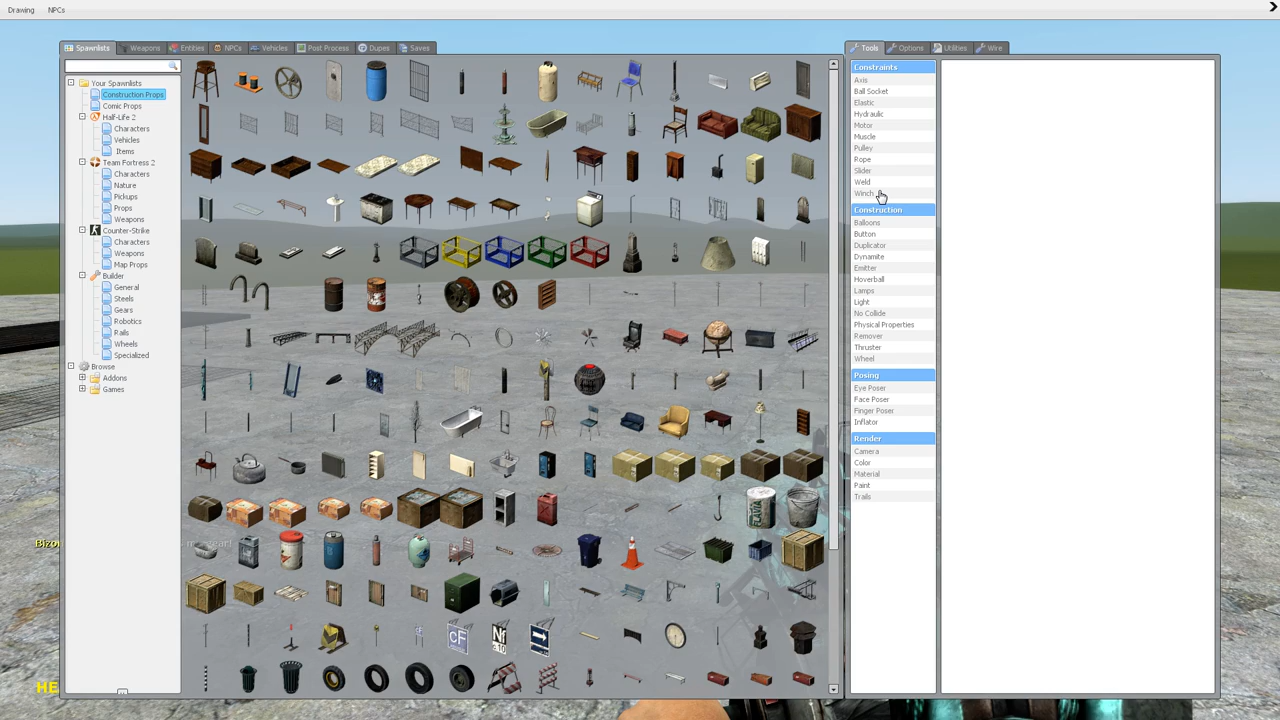 Drawing NPCs
Spawnlists Weapons Entities NPCs Vehicles Post Process Dupes Saves
Your Spawnlists
Construction Props
Comic Props
Half-Life 2
Characters
Vehicles
Items
Team Fortress 2
Characters
Nature
Pickups
Props
Weapons
Counter-Strike
Characters
Weapons
Map Props
Builder
General
Steels
Gears
Robotics
Rails
Wheels
Specialized
Browse
Addons
Games
cF
Tools Options Utilities Wire
Constraints
Axis
Ball Socket
Elastic
Hydraulic
Motor
Muscle
Pulley
Rope
Slider
Weld
Winch
Construction
Balloons
Button
Duplicator
Dynamite
Emitter
Hoverball
Lamps
Light
No Collide
Physical Properties
Remover
Thruster
Wheel
Posing
Eye Poser
Face Poser
Finger Poser
Inflator
Render
Camera
Color
Material
Paint
Trails